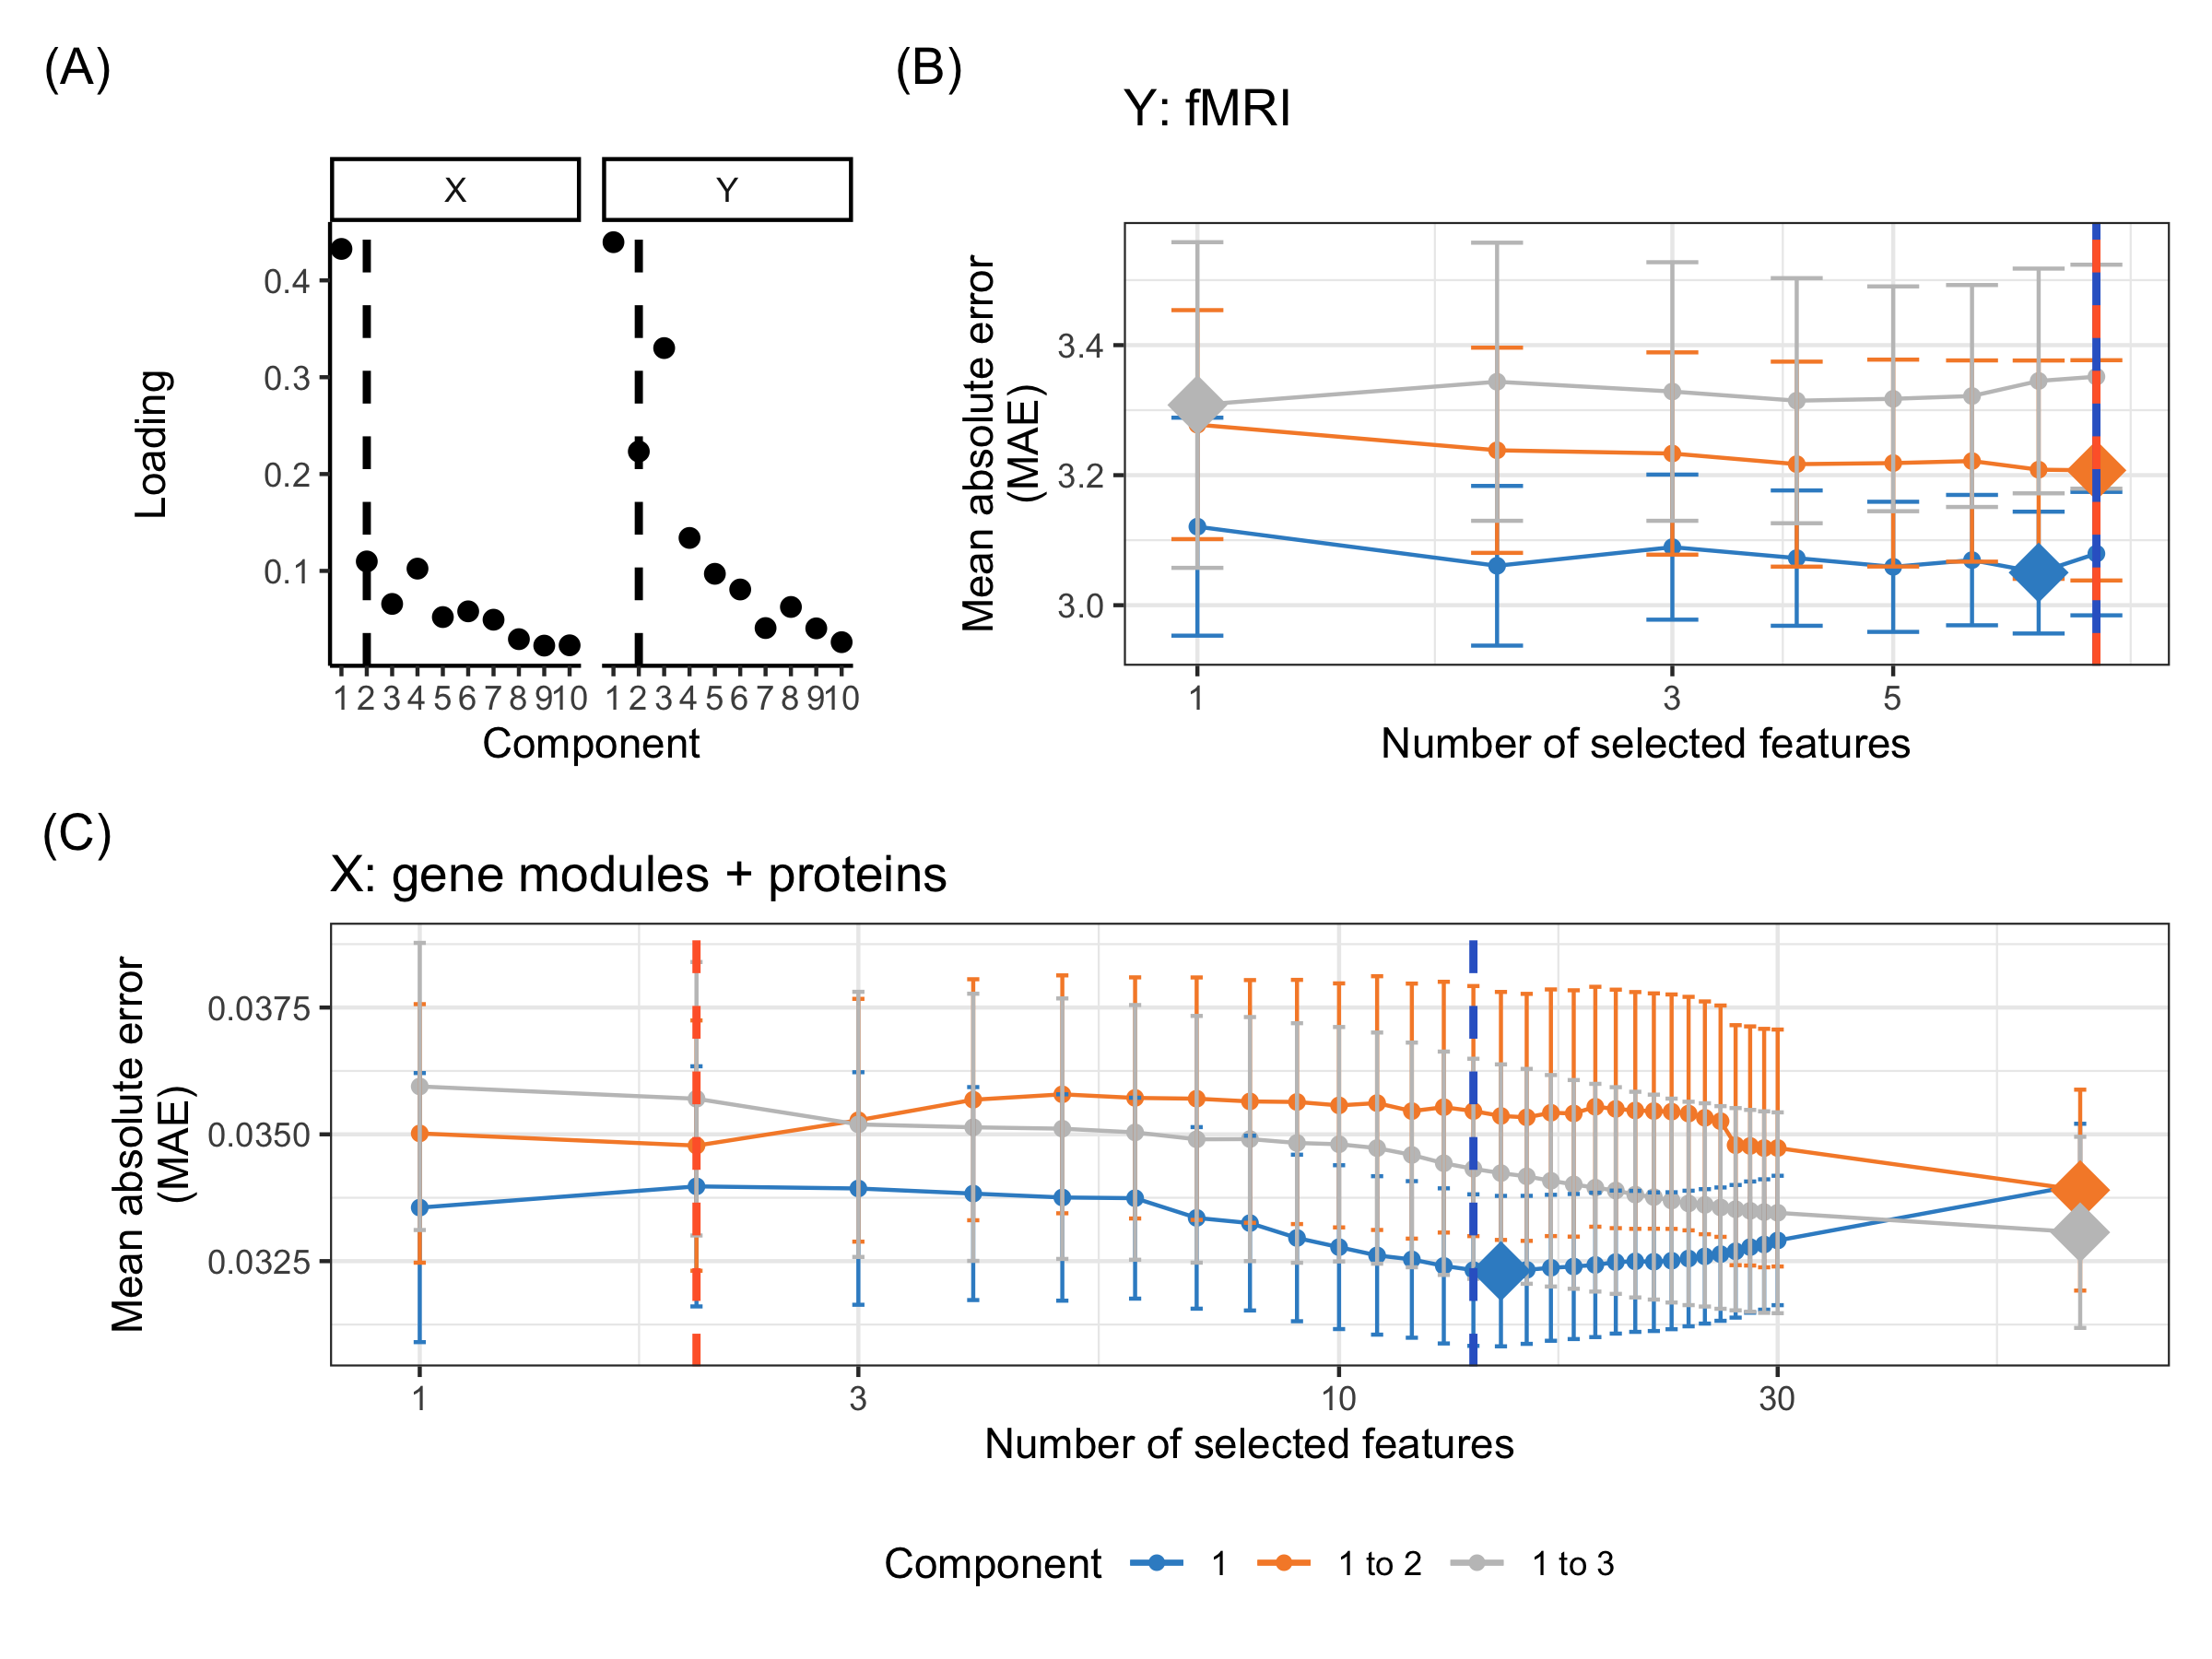 (A)
X Y
Loading
0.4
0.3
0.2
0.1
1 2 3 4 5 6 7 8 9 10 1 2 3 4 5 6 7 8 9 10
Component
(B)
Y: fMRI
Mean absolute error
(MAE)
3.4
3.2
3.0
1 3 5
Number of selected features
(C)
X: gene modules + proteins
Mean absolute error
(MAE)
0.0375
0.0350
0.0325
1 3 10 30
Number of selected features
Component 1 1 to 2 1 to 3